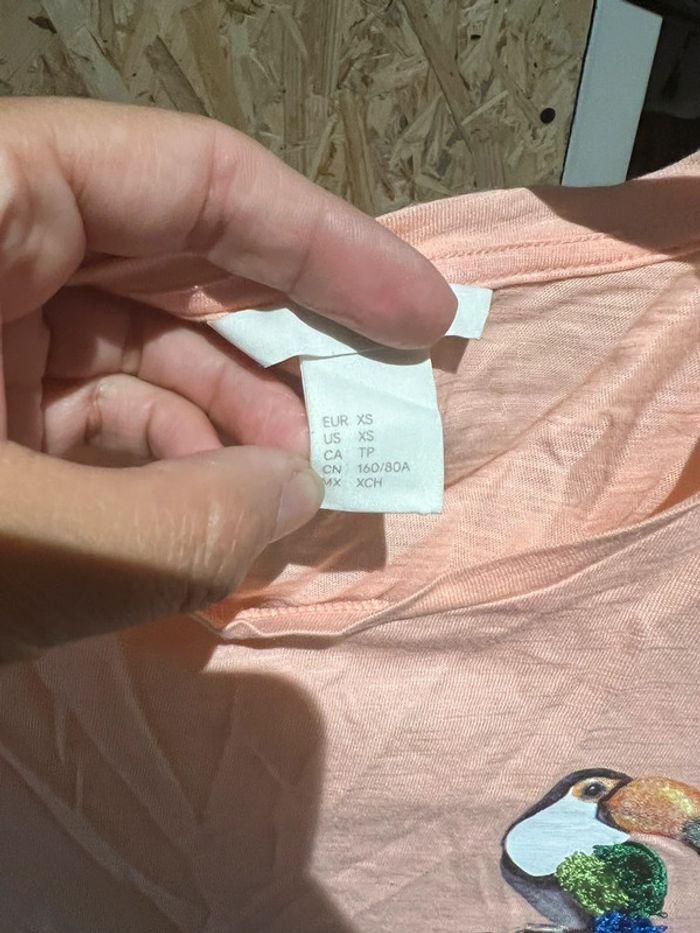 EUR XS
US XS
CA TP
CN 160/80A
MX XCH